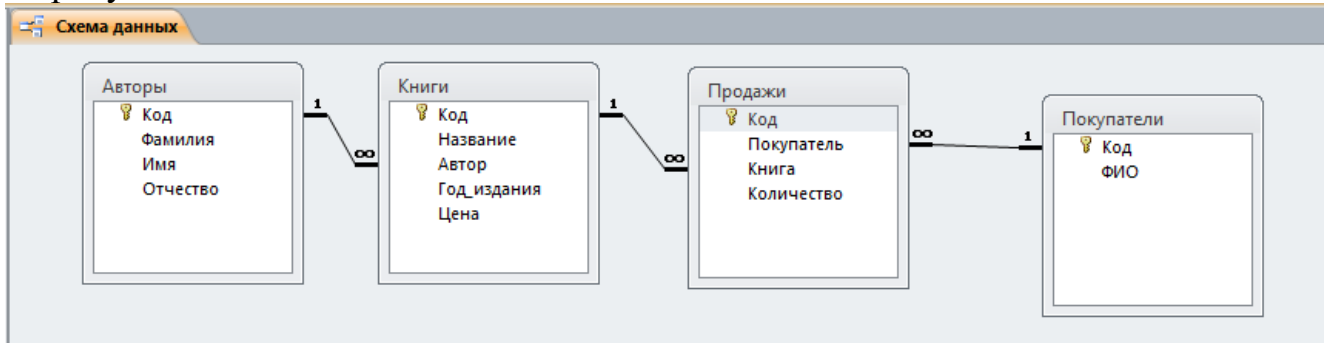 Схема данных
Авторы
Код
Фамилия
Имя
Отчество
1
∞
Книги
Код
Название
Автор
Год_издания
Цена
1
∞
Продажи
Код
Покупатель
Книга
Количество
∞
1
Покупатели
Код
ФИО